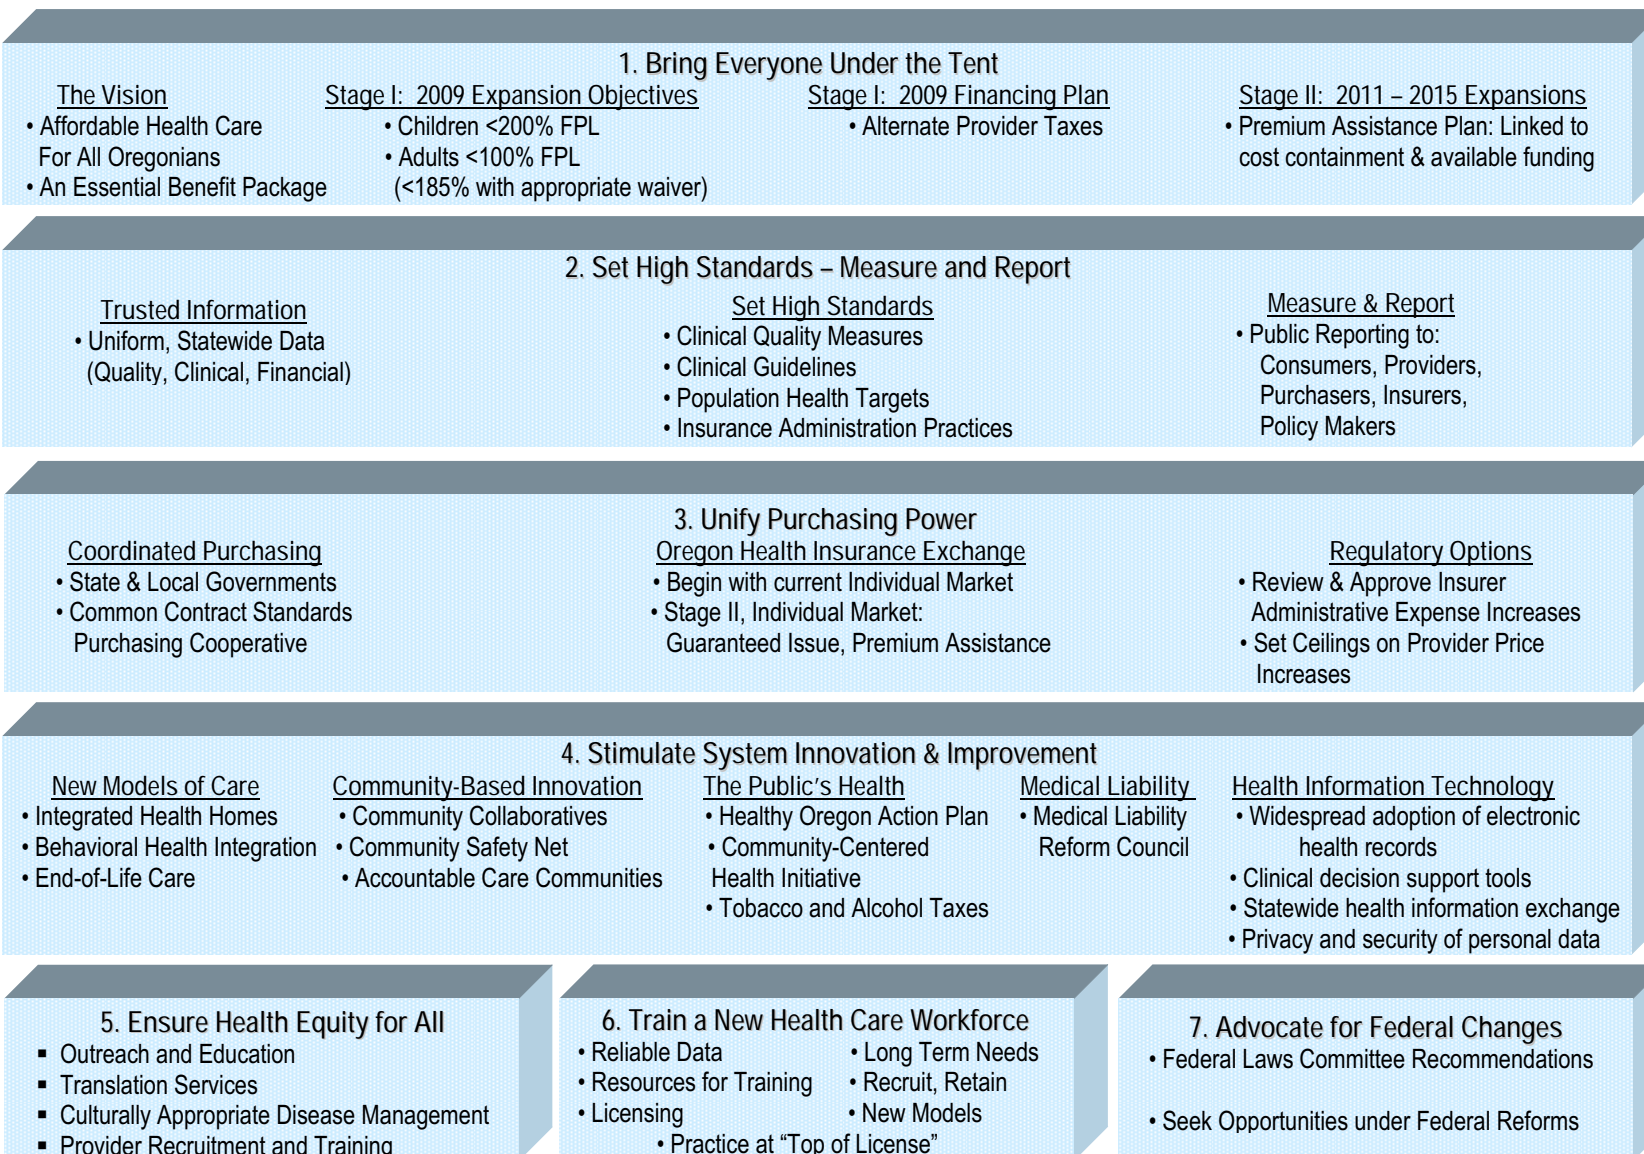 1. Bring Everyone Under the Tent
The Vision
• Affordable Health Care
For All Oregonians
• An Essential Benefit Package
Stage I: 2009 Expansion Objectives
• Children <200% FPL
• Adults <100% FPL
(<185% with appropriate waiver)
Stage I: 2009 Financing Plan
• Alternate Provider Taxes
Stage II: 2011 – 2015 Expansions
• Premium Assistance Plan: Linked to
cost containment & available funding
2. Set High Standards – Measure and Report
Trusted Information
• Uniform, Statewide Data
(Quality, Clinical, Financial)
Set High Standards
• Clinical Quality Measures
• Clinical Guidelines
• Population Health Targets
• Insurance Administration Practices
Measure & Report
• Public Reporting to:
Consumers, Providers,
Purchasers, Insurers,
Policy Makers
3. Unify Purchasing Power
Coordinated Purchasing
• State & Local Governments
• Common Contract Standards
Purchasing Cooperative
Oregon Health Insurance Exchange
• Begin with current Individual Market
• Stage II, Individual Market:
Guaranteed Issue, Premium Assistance
Regulatory Options
• Review & Approve Insurer
Administrative Expense Increases
• Set Ceilings on Provider Price
Increases
4. Stimulate System Innovation & Improvement
New Models of Care
• Integrated Health Homes
• Behavioral Health Integration
• End-of-Life Care
Community-Based Innovation
• Community Collaboratives
• Community Safety Net
• Accountable Care Communities
The Public's Health
• Healthy Oregon Action Plan
• Community-Centered
Health Initiative
• Tobacco and Alcohol Taxes
Medical Liability
• Medical Liability
Reform Council
Health Information Technology
• Widespread adoption of electronic
health records
• Clinical decision support tools
• Statewide health information exchange
• Privacy and security of personal data
5. Ensure Health Equity for All
▪ Outreach and Education
▪ Translation Services
▪ Culturally Appropriate Disease Management
▪ Provider Recruitment and Training
6. Train a New Health Care Workforce
• Reliable Data
• Resources for Training
• Licensing
• Long Term Needs
• Recruit, Retain
• New Models
• Practice at “Top of License”
7. Advocate for Federal Changes
• Federal Laws Committee Recommendations
• Seek Opportunities under Federal Reforms